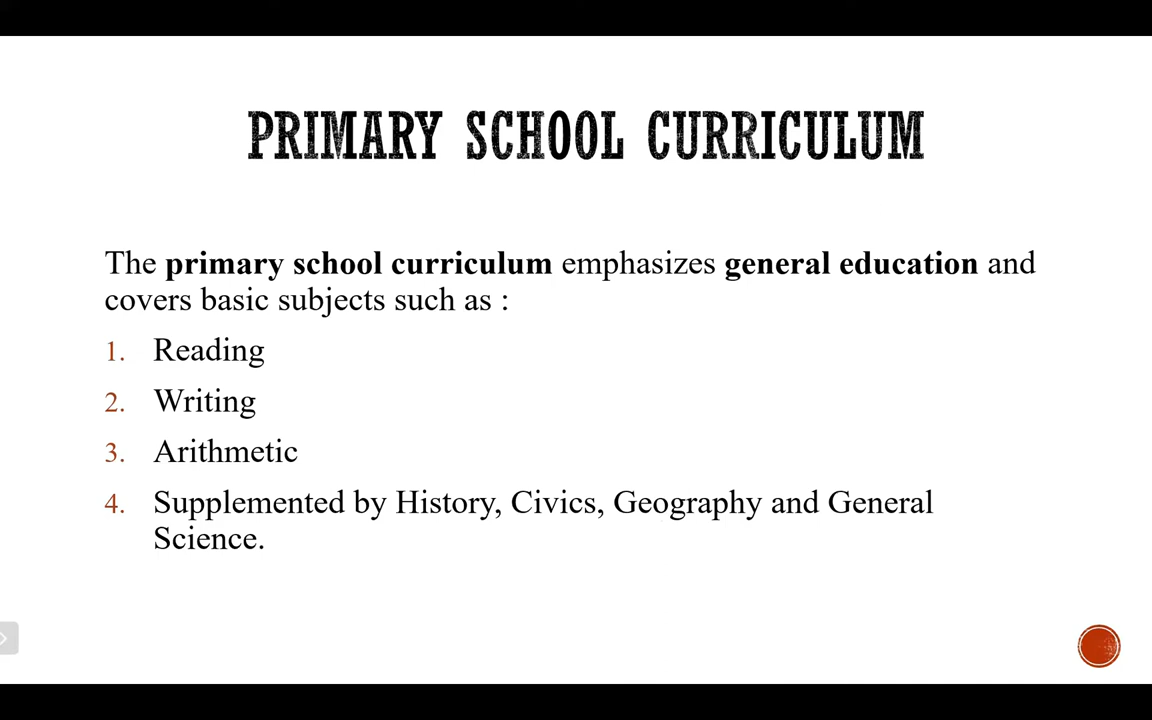 PRIMARY SCHOOL CURRICULUM
The primary school curriculum emphasizes general education and
covers basic subjects such as :
1. Reading
2. Writing
3. Arithmetic
4. Supplemented by History, Civics, Geography and General
Science.